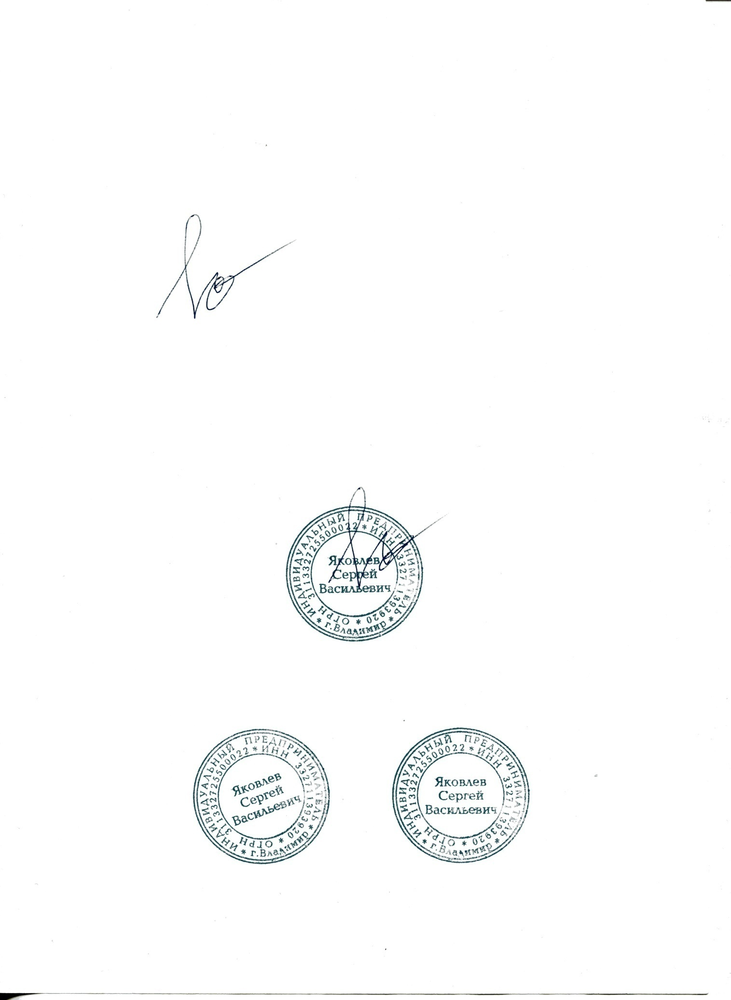 ИНДИВИДУАЛЬНЫЙ ПРЕДПРИНИМАТЕЛЬ
* г.Владимир *
ОГРН 311332725500022 * ИНН 332711393920 *
Яковлев
Сергей
Васильевич
ИНДИВИДУАЛЬНЫЙ ПРЕДПРИНИМАТЕЛЬ
* г.Владимир *
ОГРН 311332725500022 * ИНН 332711393920 *
Яковлев
Сергей
Васильевич
ИНДИВИДУАЛЬНЫЙ ПРЕДПРИНИМАТЕЛЬ
* г.Владимир *
ОГРН 311332725500022 * ИНН 332711393920 *
Яковлев
Сергей
Васильевич